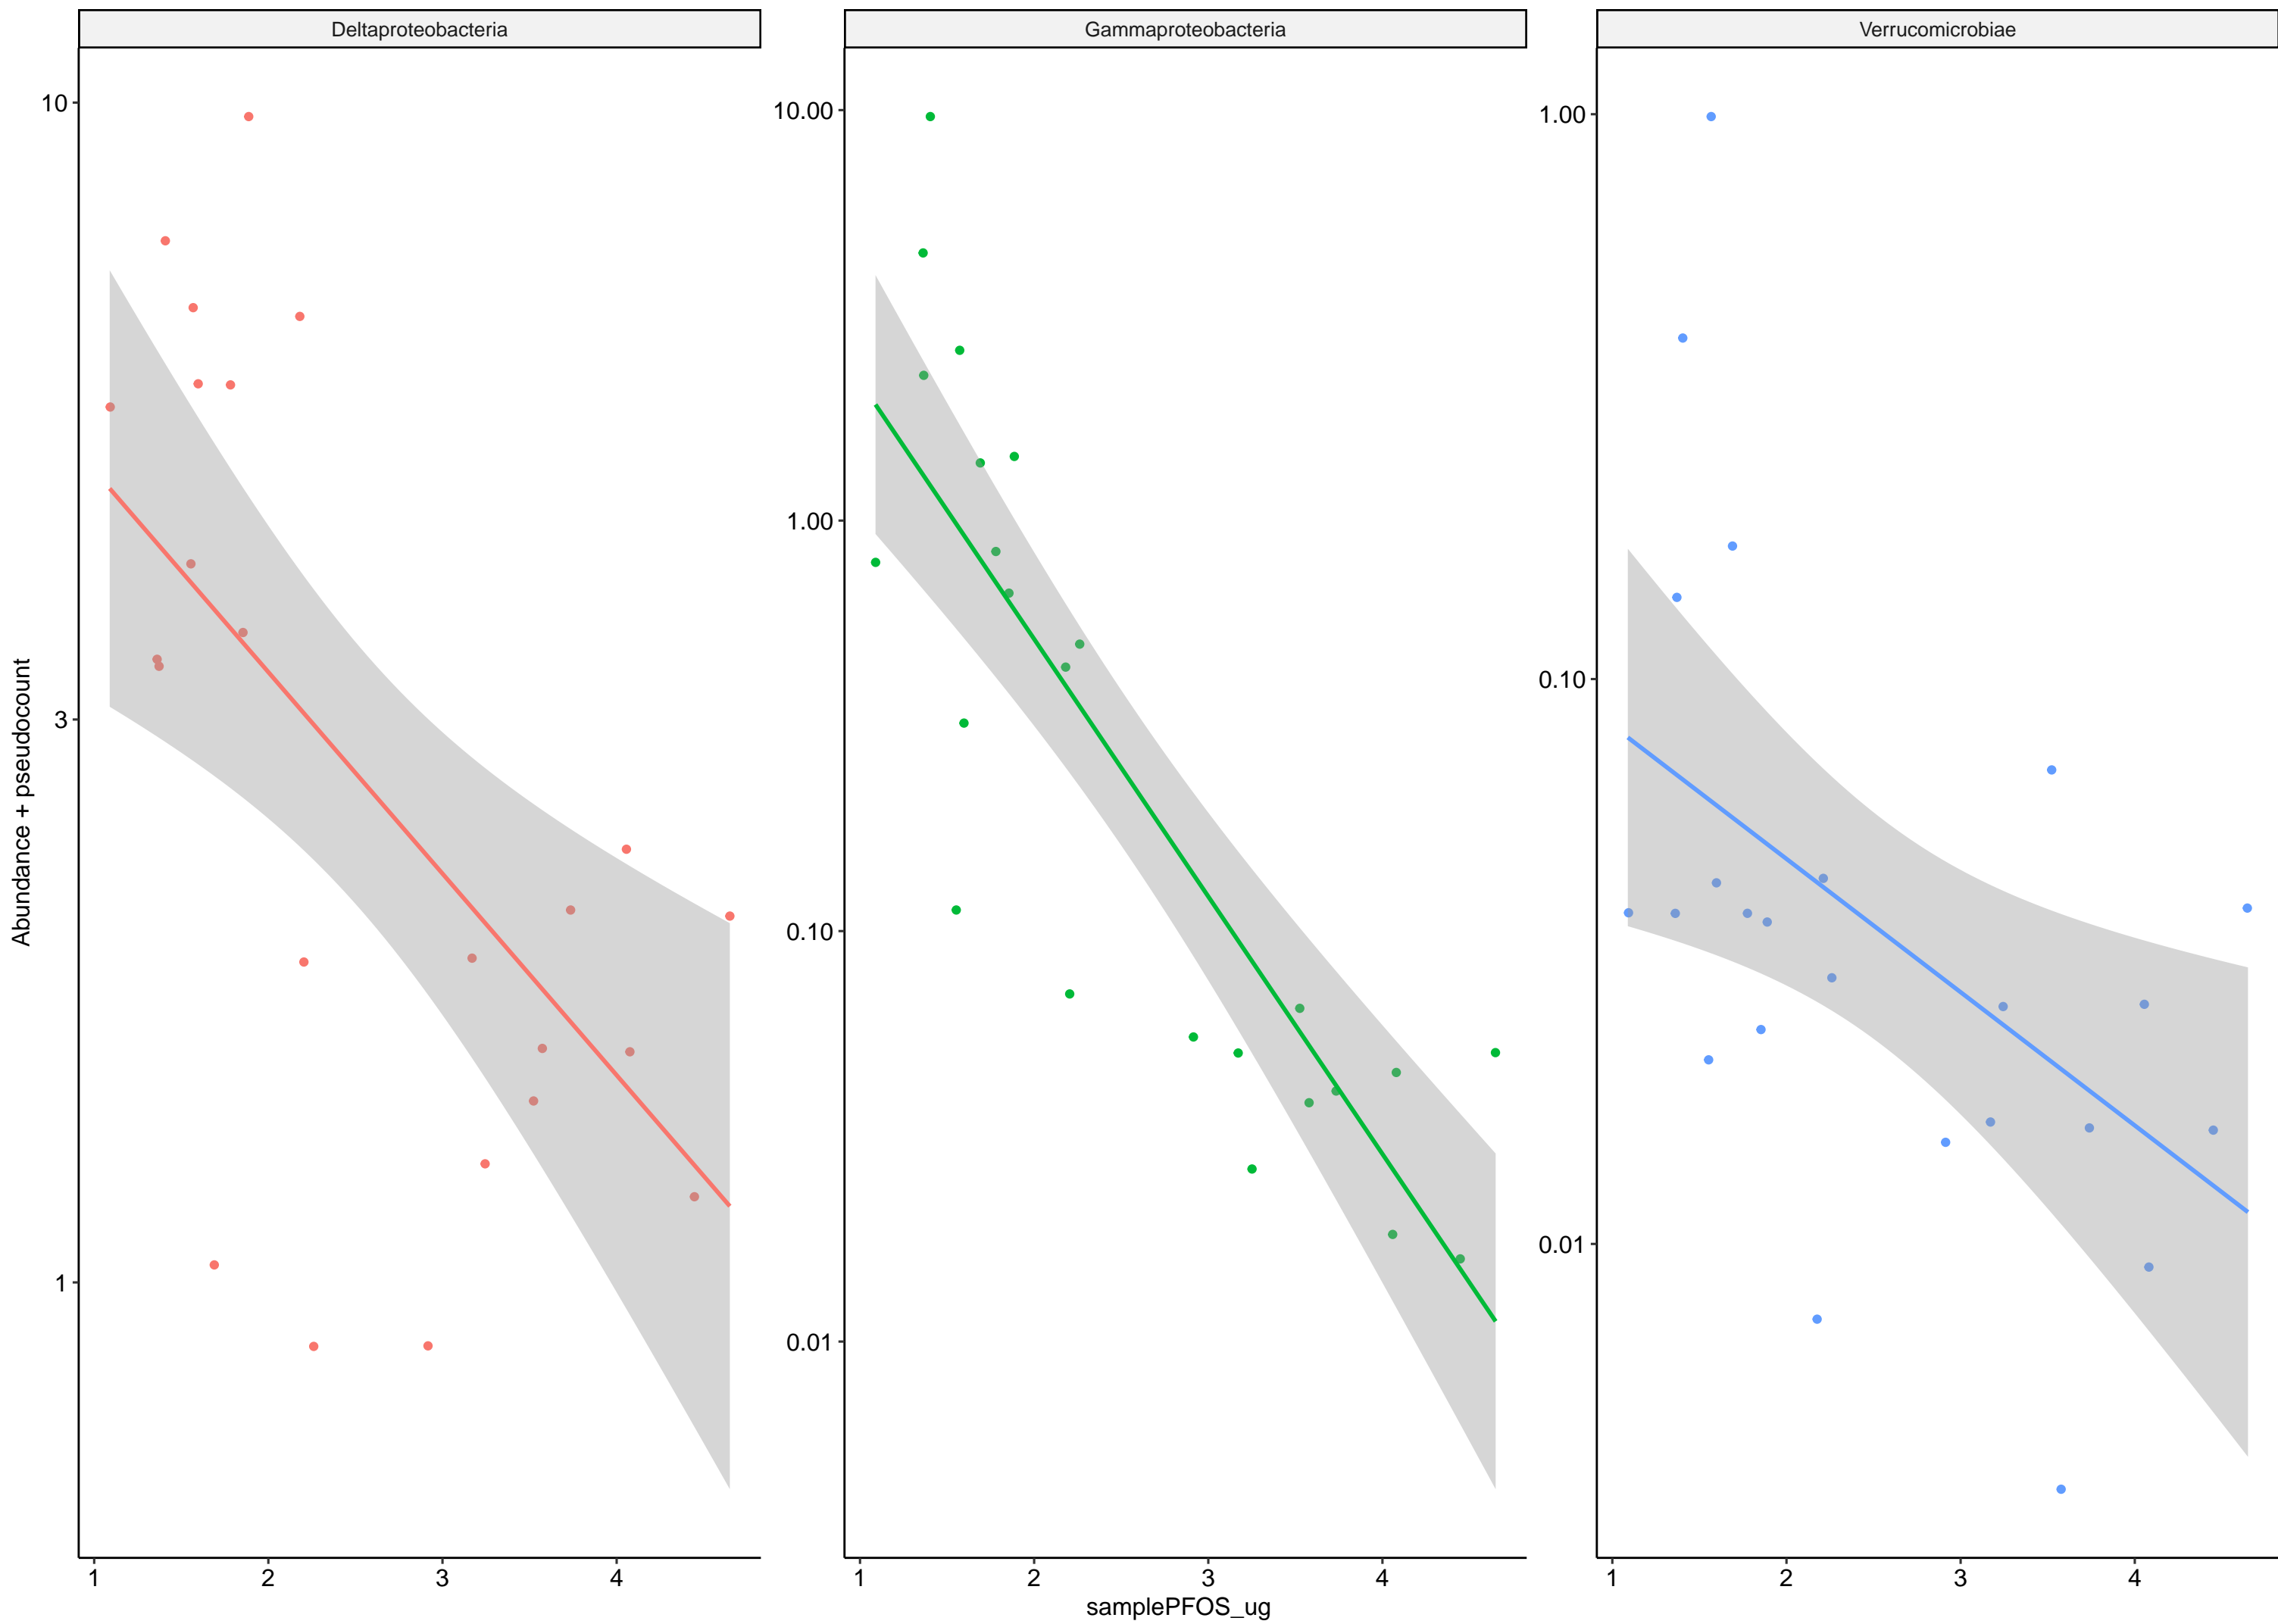 Deltaproteobacteria Gammaproteobacteria Verrucomicrobiae
10 10.00 1.00
1.00
0.10
3
0.10
0.01
1
0.01
Abundance + pseudocount
1 2 3 4 1 2 3 4 1 2 3 4
samplePFOS_ug